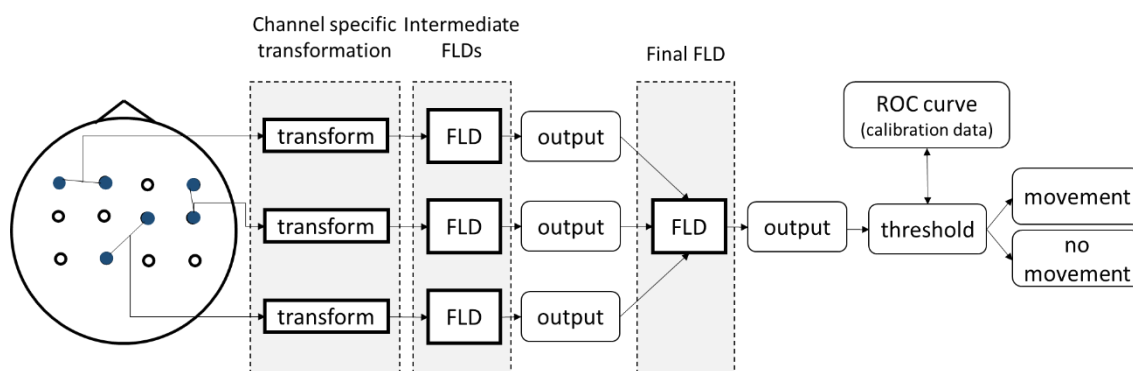 Channel specific
transformation
Intermediate
FLDs
Final FLD
transform
FLD
output
transform
FLD
output
transform
FLD
output
FLD
output
threshold
ROC curve
(calibration data)
movement
no
movement